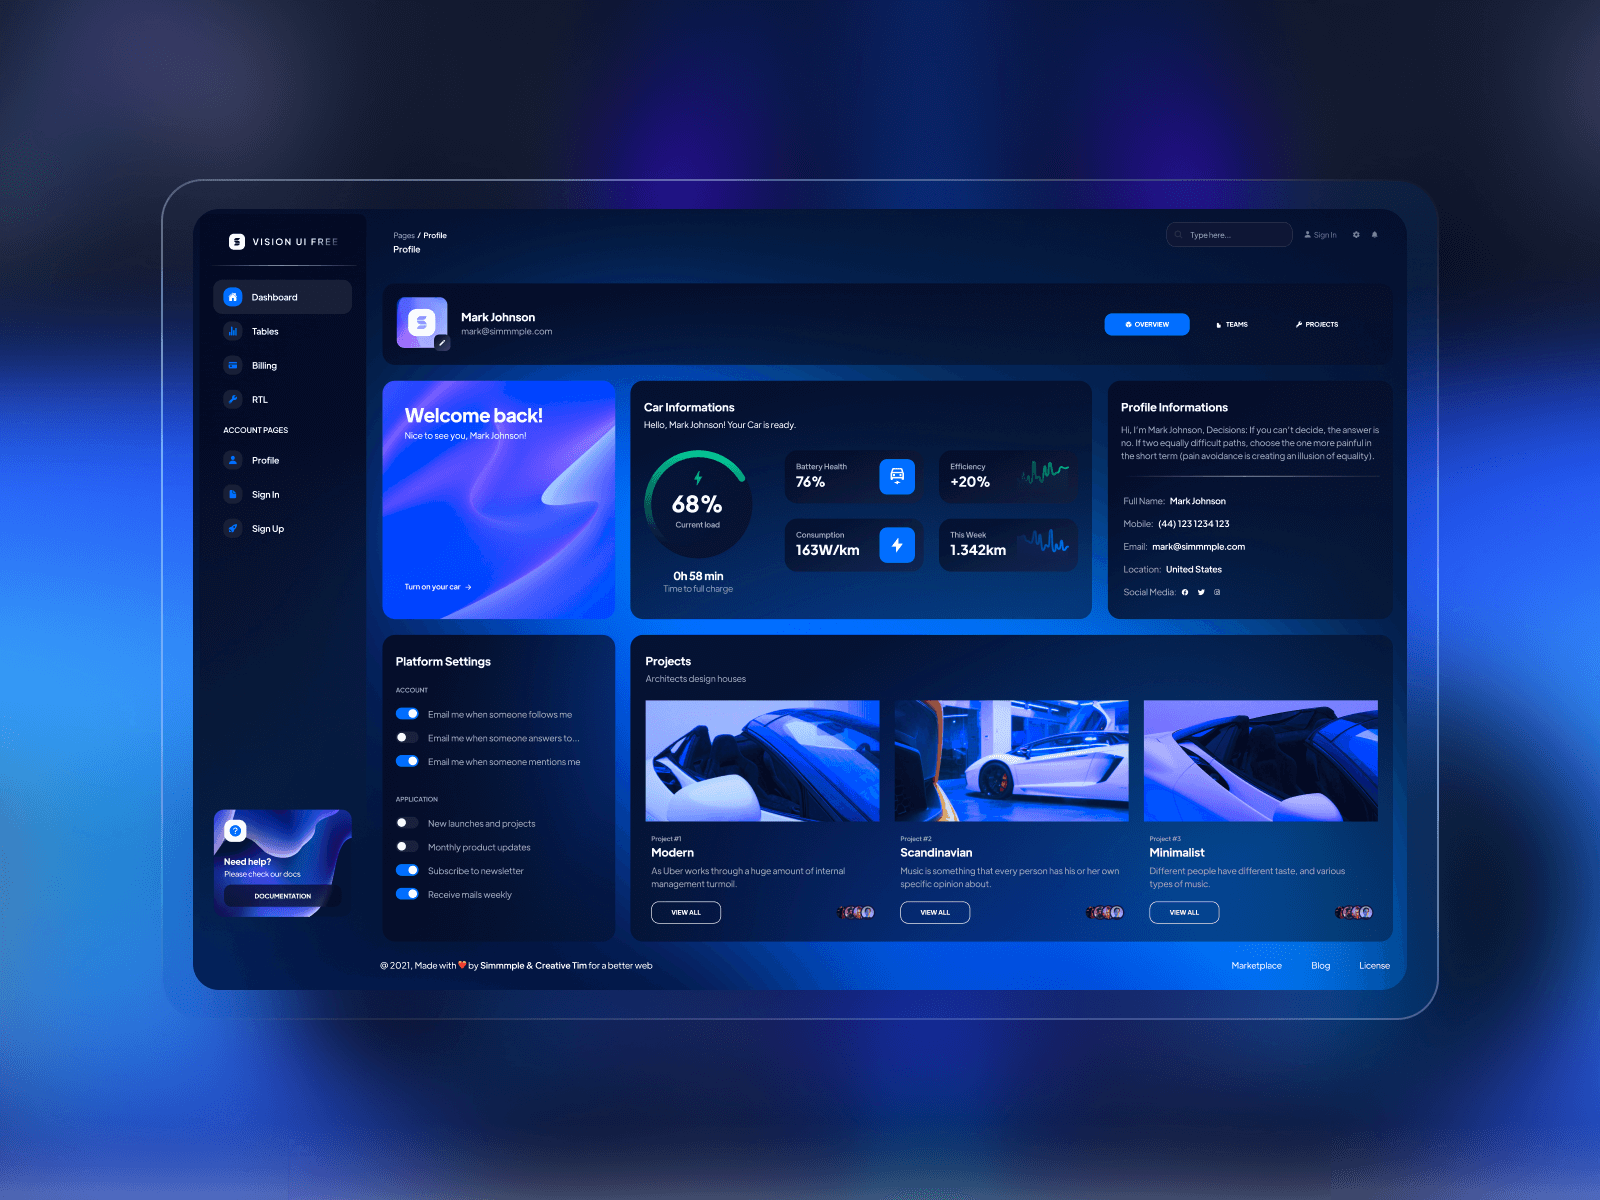 VISION UI FREE
Dashboard
Tables
Billing
RTL
ACCOUNT PAGES
Profile
Sign In
Sign Up
Need help?
Please check our docs
DOCUMENTATION
Pages / Profile
Profile
Type here...
Sign In
Mark Johnson
mark@simmmple.com
OVERVIEW
TEAMS
PROJECTS
Welcome back!
Nice to see you, Mark Johnson!
Turn on your car →
Car Informations
Hello, Mark Johnson! Your Car is ready.
68%
Current load
0h 58 min
Time to full charge
Battery Health
76%
Efficiency
+20%
Consumption
163W/km
This Week
1.342km
Profile Informations
Hi, I'm Mark Johnson, Decisions: If you can't decide, the answer is
no. If two equally difficult paths, choose the one more painful in
the short term (pain avoidance is creating an illusion of equality).
Full Name: Mark Johnson
Mobile: (44) 123 1234 123
Email: mark@simmmple.com
Location: United States
Social Media:
Platform Settings
ACCOUNT
Email me when someone follows me
Email me when someone answers to...
Email me when someone mentions me
APPLICATION
New launches and projects
Monthly product updates
Subscribe to newsletter
Receive mails weekly
Projects
Architects design houses
Project #1
Modern
As Uber works through a huge amount of internal
management turmoil.
VIEW ALL
Project #2
Scandinavian
Music is something that every person has his or her own
specific opinion about.
VIEW ALL
Project #3
Minimalist
Different people have different taste, and various
types of music.
VIEW ALL
@ 2021, Made with ❤️ by Simmmple & Creative Tim for a better web
Marketplace
Blog
License